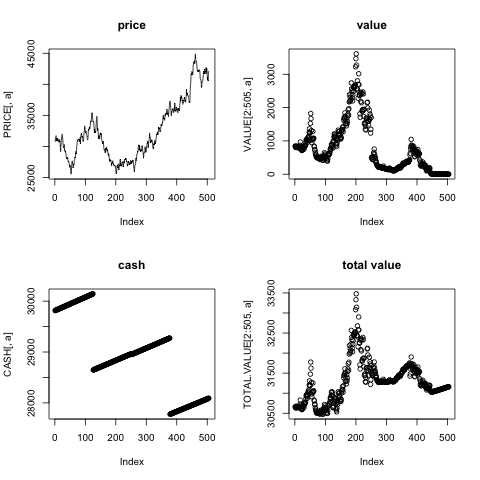 price
PRICE[, a]
25000 35000 45000
0 100 200 300 400 500
Index
value
VALUE[2:505, a]
0 1000 2000 3000
0 100 200 300 400 500
Index
cash
CASH[, a]
28000 29000 30000
0 100 200 300 400 500
Index
total value
TOTAL.VALUE[2:505, a]
30500 31500 32500 33500
0 100 200 300 400 500
Index